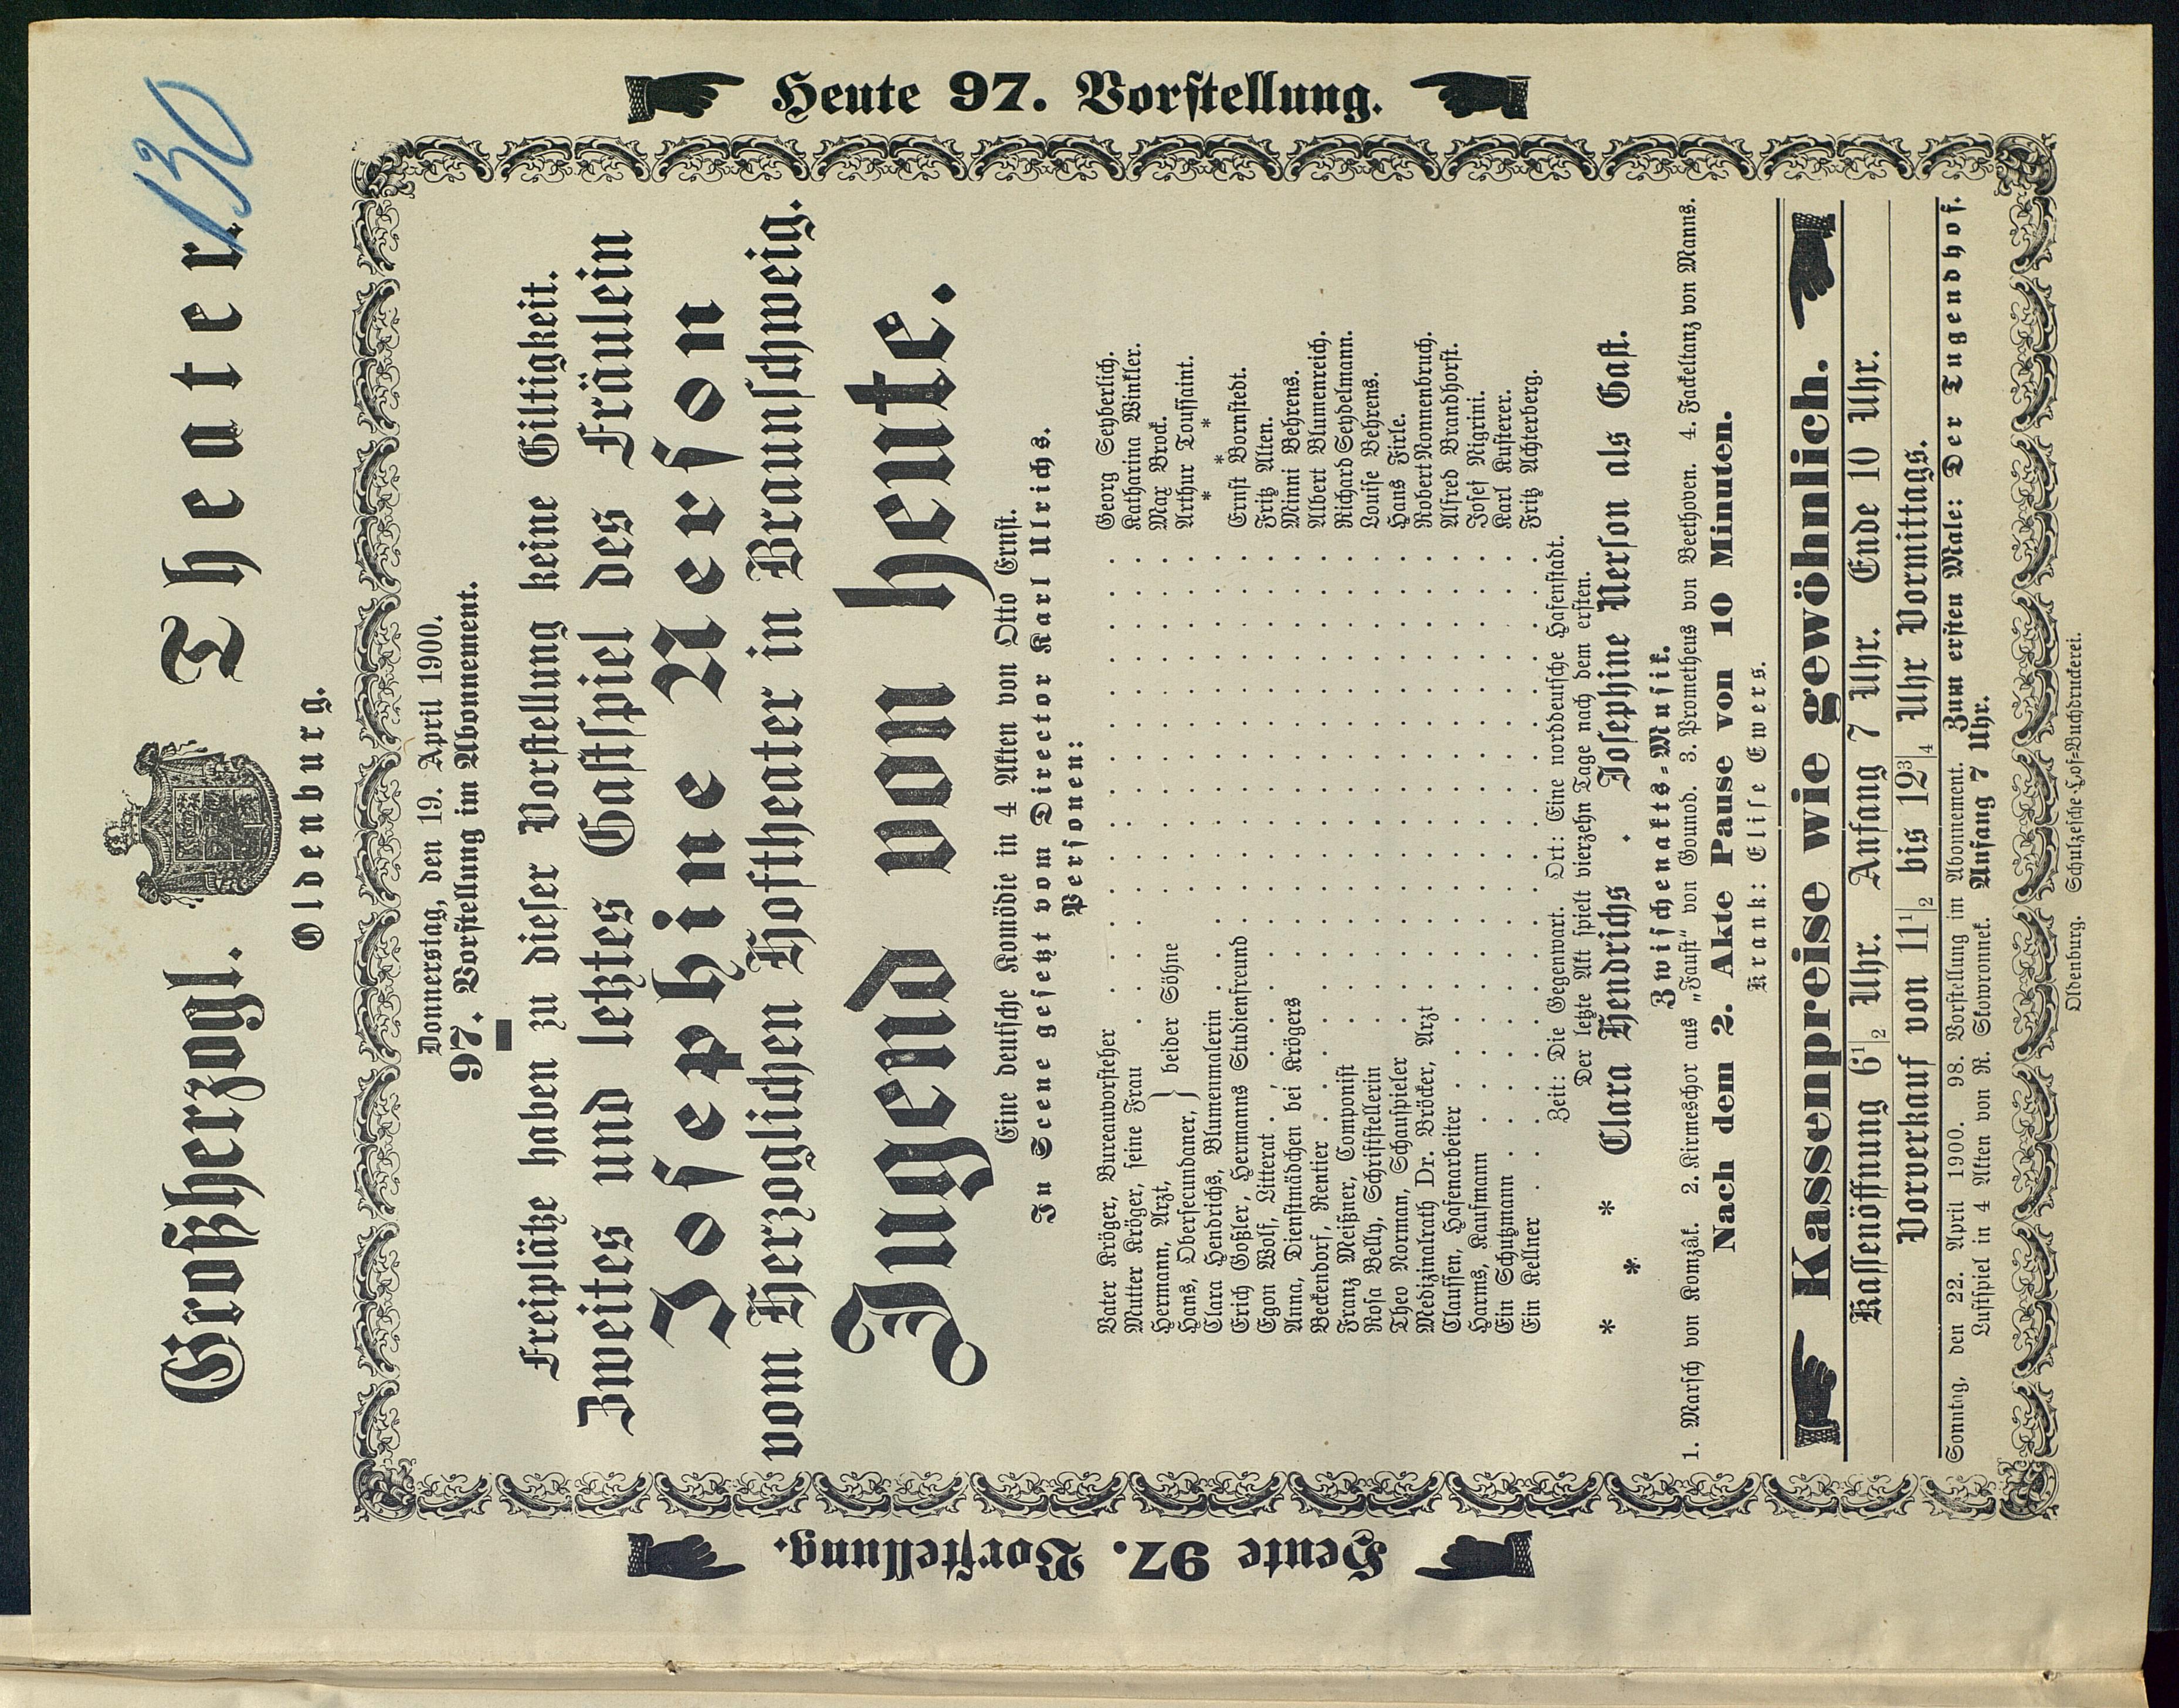 130
Großherzogl. Theater.
Oldenburg.
Heute 97. Vorstellung.
Heute 97. Vorstellung.
Donnerstag, den 19. April 1900.
97. Vorstellung im Abonnement.
Freiplätze haben zu dieser Vorstellung keine Giltigkeit.
Zweites und letztes Gastspiel des Fräulein
Josephine Nerson
vom Herzoglichen Hoftheater in Braunschweig.
Jugend von heute.
Eine deutsche Komödie in 4 Akten von Otto Ernst.
In Scene gesetzt vom Director Karl Ulrichs.
Personen:
Vater Kröger, Bureauvorsteher . . . . . . . Georg Seyberlich.
Mutter Kröger, seine Frau . . . . . . . . Katharina Winkler.
Hermann, Arzt, } beider Söhne . . . . . . . Max Brock.
Hans, Obersecundaner, } beider Söhne . . . . . . . Arthur Toussaint.
Clara Hendrichs, Blumenmalerin . . . . . . . * * *
Erich Goßler, Hermanns Studienfreund . . . . . . Ernst Bornstedt.
Egon Wolf, Litterat . . . . . . . . . Fritz Alten.
Anna, Dienstmädchen bei Krögers . . . . . . . Minni Behrens.
Beckendorf, Rentier . . . . . . . . . Albert Blumenreich.
Franz Meißner, Componist . . . . . . . . Richard Seydelmann.
Rosa Belly, Schriftstellerin . . . . . . . . Louise Behrens.
Theo Norman, Schauspieler . . . . . . . . Hans Firle.
Medizinalrath Dr. Bröcker, Arzt . . . . . . . Robert Nonnenbruch.
Claussen, Hafenarbeiter . . . . . . . . . Alfred Brandhorst.
Harms, Kaufmann . . . . . . . . . Josef Nigrini.
Ein Schutzmann . . . . . . . . . . Karl Kusterer.
Ein Kellner . . . . . . . . . . Fritz Achterberg.
Zeit: Die Gegenwart. Ort: Eine norddeutsche Hafenstadt.
Der letzte Akt spielt vierzehn Tage nach dem ersten.
* * * Clara Hendrichs . Josephine Nerson als Gast.
Zwischenakts-Musik.
1. Marsch von Komzák. 2. Kirmeschor aus „Faust“ von Gounod. 3. Prometheus von Beethoven. 4. Fackeltanz von Manns.
Nach dem 2. Akte Pause von 10 Minuten.
Krank: Elise Ewers.
Kassenpreise wie gewöhnlich.
Kassenöffnung 6 1/2 Uhr. Anfang 7 Uhr. Ende 10 Uhr.
Vorverkauf von 11 1/2 bis 12 3/4 Uhr Vormittags.
Sonntag, den 22. April 1900. 98. Vorstellung im Abonnement. Zum ersten Male: Der Tugendhof.
Lustspiel in 4 Akten von R. Skowronnek. Anfang 7 Uhr.
Oldenburg. Schulzesche Hof-Buchdruckerei.